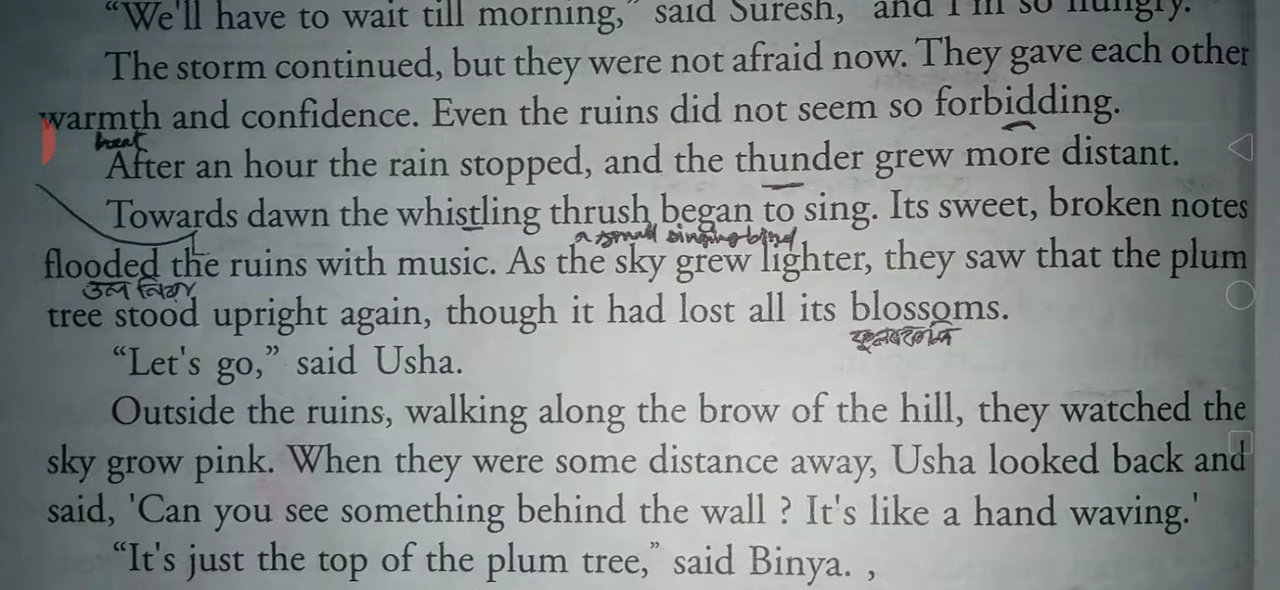 "We'll have to wait till morning," said Suresh, "and I'm so hungry.
The storm continued, but they were not afraid now. They gave each other
warmth and confidence. Even the ruins did not seem so forbidding.
heat
After an hour the rain stopped, and the thunder grew more distant.
Towards dawn the whistling thrush began to sing. Its sweet, broken notes
a small singing bird
flooded the ruins with music. As the sky grew lighter, they saw that the plum
tree stood upright again, though it had lost all its blossoms.
"Let's go," said Usha.
Outside the ruins, walking along the brow of the hill, they watched the
sky grow pink. When they were some distance away, Usha looked back and
said, 'Can you see something behind the wall ? It's like a hand waving.'
"It's just the top of the plum tree," said Binya. ,